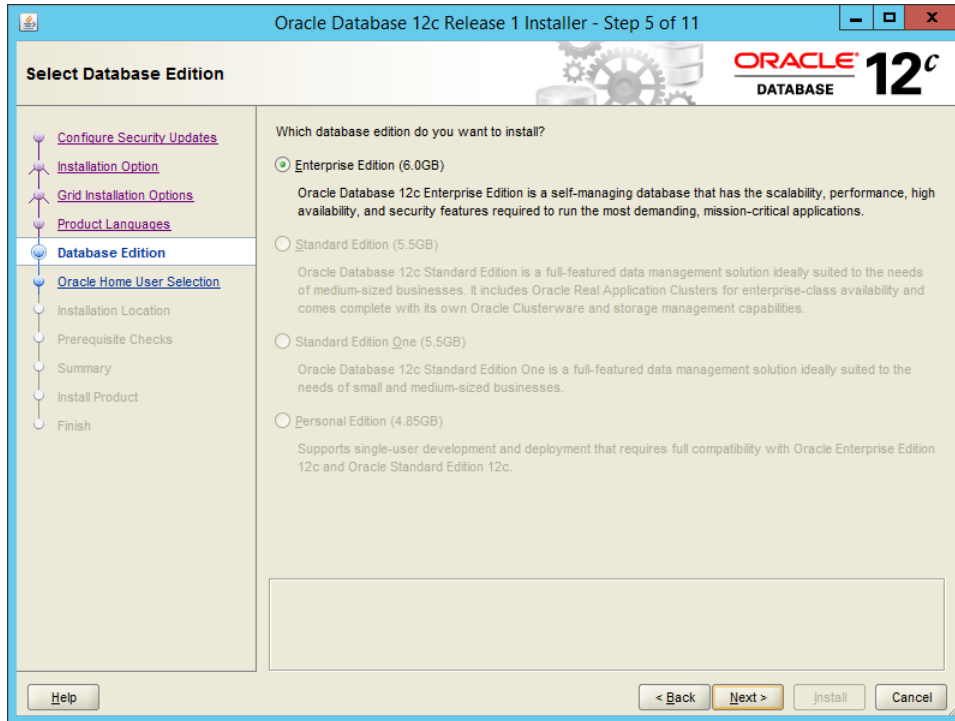 Oracle Database 12c Release 1 Installer - Step 5 of 11
Select Database Edition
ORACLE
DATABASE
12c
Configure Security Updates
Installation Option
Grid Installation Options
Product Languages
Database Edition
Oracle Home User Selection
Installation Location
Prerequisite Checks
Summary
Install Product
Finish
Which database edition do you want to install?
Enterprise Edition (6.0GB)
Oracle Database 12c Enterprise Edition is a self-managing database that has the scalability, performance, high
availability, and security features required to run the most demanding, mission-critical applications.
Standard Edition (5.5GB)
Oracle Database 12c Standard Edition is a full-featured data management solution ideally suited to the needs
of medium-sized businesses. It includes Oracle Real Application Clusters for enterprise-class availability and
comes complete with its own Oracle Clusterware and storage management capabilities.
Standard Edition One (5.5GB)
Oracle Database 12c Standard Edition One is a full-featured data management solution ideally suited to the
needs of small and medium-sized businesses.
Personal Edition (4.85GB)
Supports single-user development and deployment that requires full compatibility with Oracle Enterprise Edition
12c and Oracle Standard Edition 12c.
Help
< Back
Next >
Install
Cancel